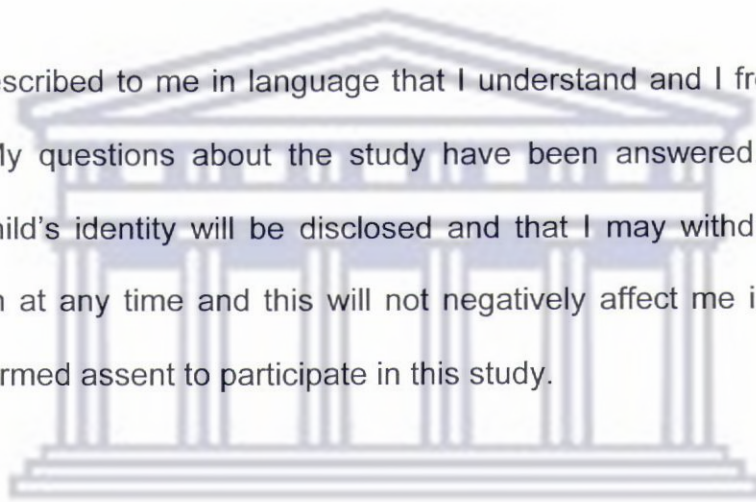 escribed to me in language that I understand and I fr
My questions about the study have been answered
hild's identity will be disclosed and that I may withd
n at any time and this will not negatively affect me i
rmed assent to participate in this study.